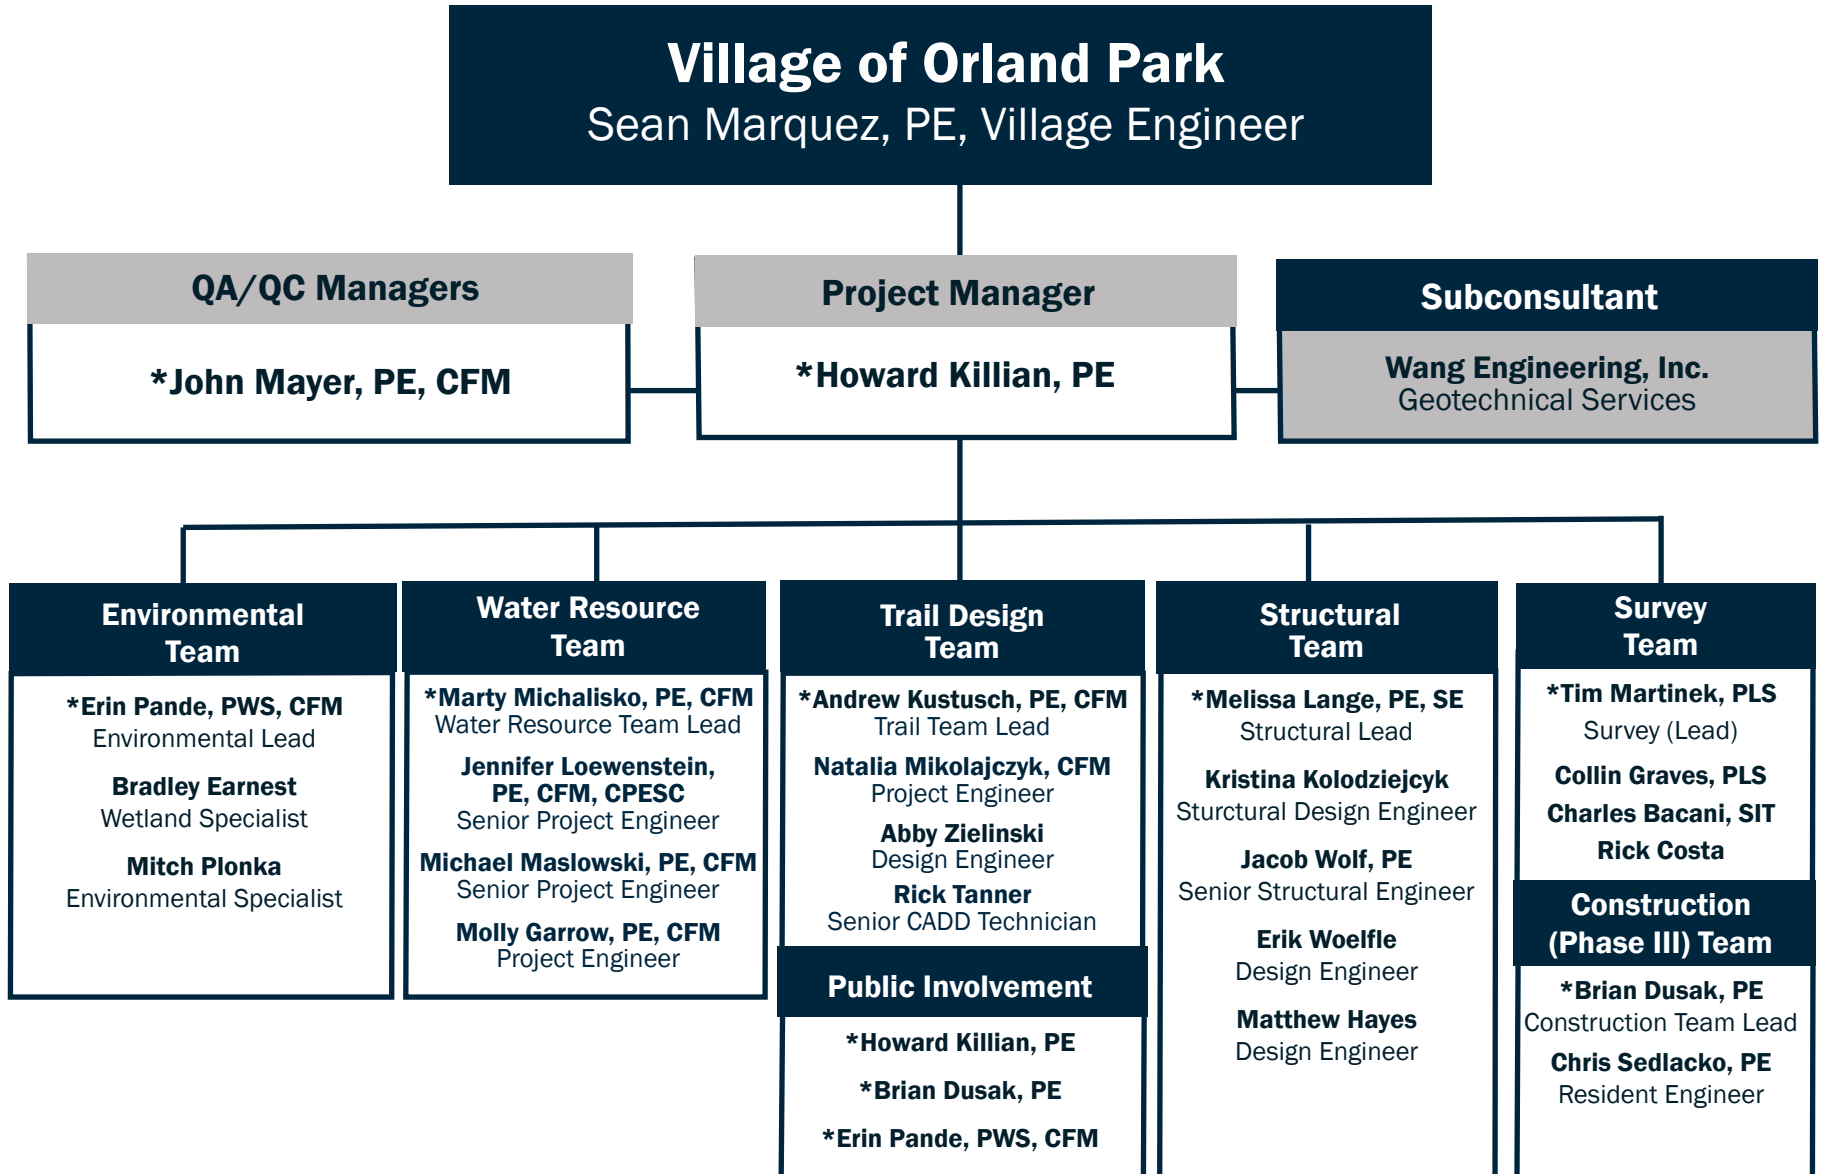 Village of Orland Park
Sean Marquez, PE, Village Engineer
QA/QC Managers
*John Mayer, PE, CFM
Project Manager
*Howard Killian, PE
Subconsultant
Wang Engineering, Inc.
Geotechnical Services
Environmental
Team
*Erin Pande, PWS, CFM
Environmental Lead
Bradley Earnest
Wetland Specialist
Mitch Plonka
Environmental Specialist
Water Resource
Team
*Marty Michalisko, PE, CFM
Water Resource Team Lead
Jennifer Loewenstein,
PE, CFM, CPESC
Senior Project Engineer
Michael Maslowski, PE, CFM
Senior Project Engineer
Molly Garrow, PE, CFM
Project Engineer
Trail Design
Team
*Andrew Kustusch, PE, CFM
Trail Team Lead
Natalia Mikolajczyk, CFM
Project Engineer
Abby Zielinski
Design Engineer
Rick Tanner
Senior CADD Technician
Public Involvement
*Howard Killian, PE
*Brian Dusak, PE
*Erin Pande, PWS, CFM
Structural
Team
*Melissa Lange, PE, SE
Structural Lead
Kristina Kolodziejcyk
Sturctural Design Engineer
Jacob Wolf, PE
Senior Structural Engineer
Erik Woelfle
Design Engineer
Matthew Hayes
Design Engineer
Survey
Team
*Tim Martinek, PLS
Survey (Lead)
Collin Graves, PLS
Charles Bacani, SIT
Rick Costa
Construction
(Phase III) Team
*Brian Dusak, PE
Construction Team Lead
Chris Sedlacko, PE
Resident Engineer